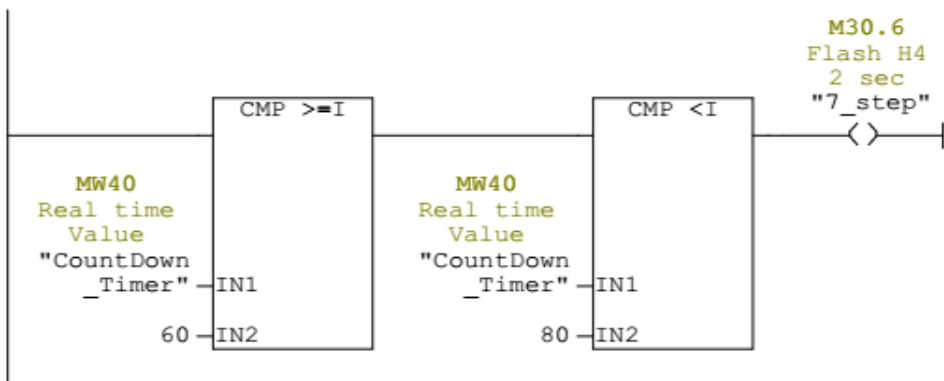 M30.6
Flash H4
2 sec
"7_step"
CMP >=I
CMP <I
MW40
Real time
Value
"CountDown
_Timer"
IN1
60
IN2
MW40
Real time
Value
"CountDown
_Timer"
IN1
80
IN2